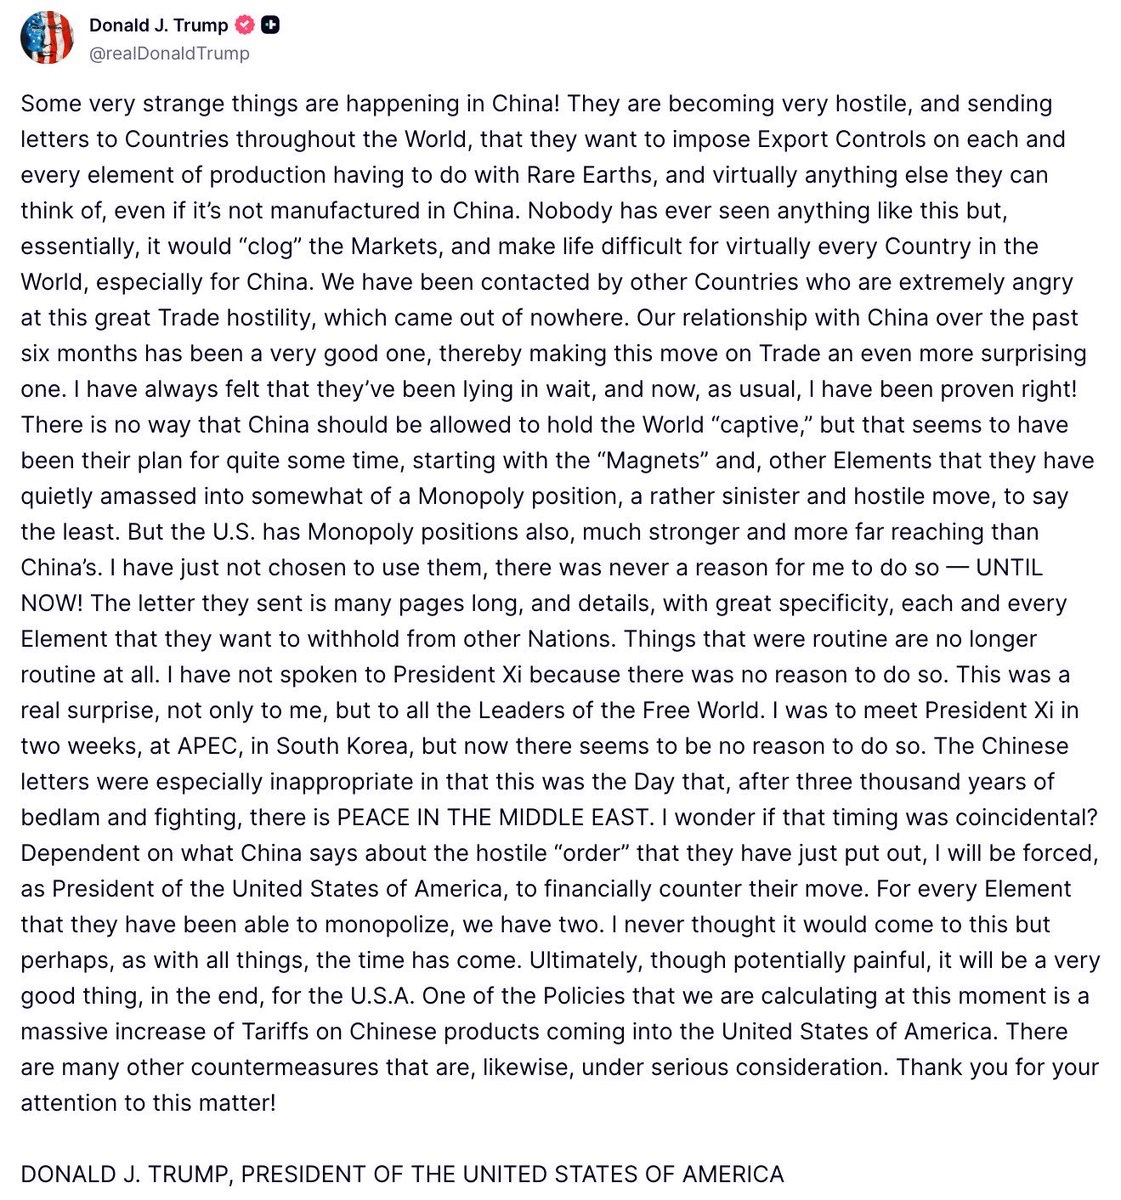 Donald J. Trump
@realDonaldTrump
Some very strange things are happening in China! They are becoming very hostile, and sending
letters to Countries throughout the World, that they want to impose Export Controls on each and
every element of production having to do with Rare Earths, and virtually anything else they can
think of, even if it’s not manufactured in China. Nobody has ever seen anything like this but,
essentially, it would “clog” the Markets, and make life difficult for virtually every Country in the
World, especially for China. We have been contacted by other Countries who are extremely angry
at this great Trade hostility, which came out of nowhere. Our relationship with China over the past
six months has been a very good one, thereby making this move on Trade an even more surprising
one. I have always felt that they’ve been lying in wait, and now, as usual, I have been proven right!
There is no way that China should be allowed to hold the World “captive,” but that seems to have
been their plan for quite some time, starting with the “Magnets” and, other Elements that they have
quietly amassed into somewhat of a Monopoly position, a rather sinister and hostile move, to say
the least. But the U.S. has Monopoly positions also, much stronger and more far reaching than
China’s. I have just not chosen to use them, there was never a reason for me to do so — UNTIL
NOW! The letter they sent is many pages long, and details, with great specificity, each and every
Element that they want to withhold from other Nations. Things that were routine are no longer
routine at all. I have not spoken to President Xi because there was no reason to do so. This was a
real surprise, not only to me, but to all the Leaders of the Free World. I was to meet President Xi in
two weeks, at APEC, in South Korea, but now there seems to be no reason to do so. The Chinese
letters were especially inappropriate in that this was the Day that, after three thousand years of
bedlam and fighting, there is PEACE IN THE MIDDLE EAST. I wonder if that timing was coincidental?
Dependent on what China says about the hostile “order” that they have just put out, I will be forced,
as President of the United States of America, to financially counter their move. For every Element
that they have been able to monopolize, we have two. I never thought it would come to this but
perhaps, as with all things, the time has come. Ultimately, though potentially painful, it will be a very
good thing, in the end, for the U.S.A. One of the Policies that we are calculating at this moment is a
massive increase of Tariffs on Chinese products coming into the United States of America. There
are many other countermeasures that are, likewise, under serious consideration. Thank you for your
attention to this matter!
DONALD J. TRUMP, PRESIDENT OF THE UNITED STATES OF AMERICA